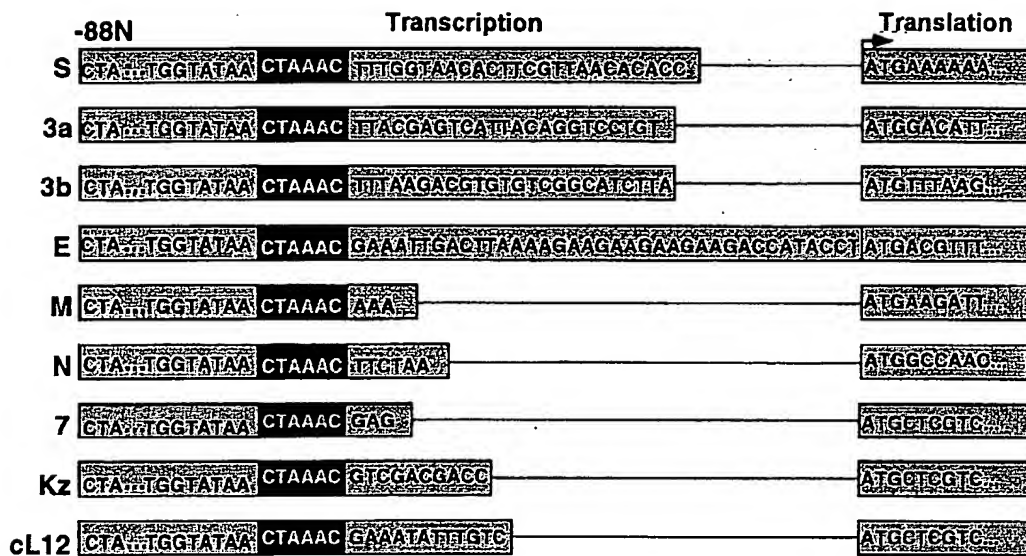 -88N Transcription Translation
S CTA...TGGTATAA CTAAAC TTTGGTAACACTTCGTTAACACACC ATGAAAAAA...
3a CTA...TGGTATAA CTAAAC TTACGAGTCATTACAGGTCCTGT ATGGACATT...
3b CTA...TGGTATAA CTAAAC TTTAAGACGTGTGTCGGCATCTTA ATGTTTAAG...
E CTA...TGGTATAA CTAAAC GAAATTGACTTAAAAGAAGAAGAAGAAGACCATACCT ATGACGTTT...
M CTA...TGGTATAA CTAAAC AAA ATGAAGATT...
N CTA...TGGTATAA CTAAAC TTCTAA ATGGCCAAC...
7 CTA...TGGTATAA CTAAAC GAG ATGCTCGTC...
Kz CTA...TGGTATAA CTAAAC GTCGACGACC ATGCTCGTC...
cL12 CTA...TGGTATAA CTAAAC GAAATATTTGTC ATGCTCGTC...